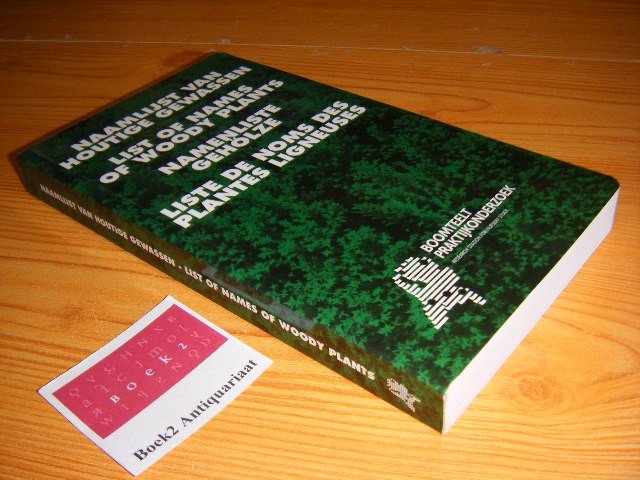 NAAMLIJST VAN
HOUTIGE GEWASSEN
LIST OF NAMES
OF WOODY PLANTS
NAMENLISTE
GEHÖLZE
LISTE DE NOMS DES
PLANTES LIGNEUSES
BOOMTEELT
PRAKTIJKONDERZOEK
NAAMLIJST VAN HOUTIGE GEWASSEN - LIST OF NAMES OF WOODY PLANTS
BOEKZ
Boek2 Antiquariaat